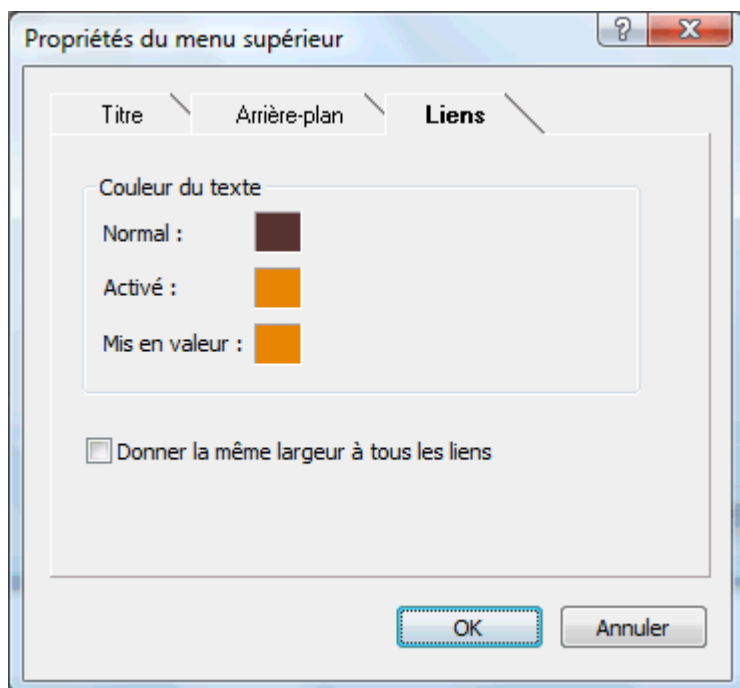 Propriétés du menu supérieur
?
Titre Arrière-plan Liens
Couleur du texte
Normal :
Activé :
Mis en valeur :
Donner la même largeur à tous les liens
OK Annuler